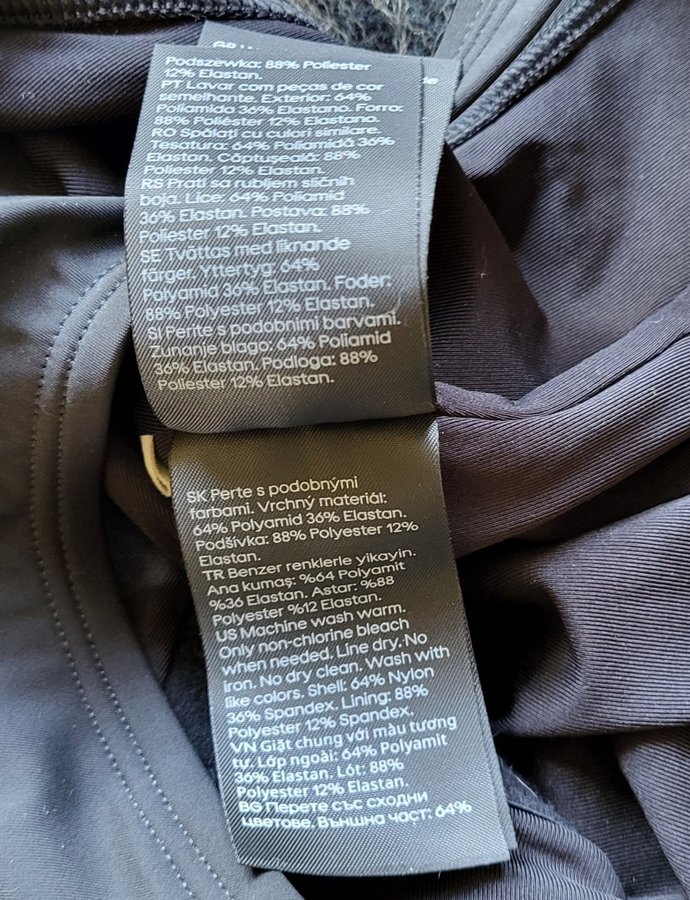 Podszewka: 88% Poliester
12% Elastan.
PT Lavar com peças de cor
semelhante. Exterior: 64%
Poliamida 36% Elastano. Forro:
88% Poliéster 12% Elastano.
RO Spălați cu culori similare.
Tesatura: 64% Poliamidă 36%
Elastan. Căptușeală: 88%
Poliester 12% Elastan.
RS Prati sa rubljem sličnih
boja. Lice: 64% Poliamid
36% Elastan. Postava: 88%
Poliester 12% Elastan.
SE Tvättas med liknande
färger. Yttertyg: 64%
Polyamid 36% Elastan. Foder:
88% Polyester 12% Elastan.
SI Perite s podobnimi barvami.
Zunanje blago: 64% Poliamid
36% Elastan. Podloga: 88%
Poliester 12% Elastan.
SK Perte s podobnými
farbami. Vrchný materiál:
64% Polyamid 36% Elastan.
Podšívka: 88% Polyester 12%
Elastan.
TR Benzer renklerle yikayin.
Ana kumaş: %64 Polyamit
%36 Elastan. Astar: %88
Polyester %12 Elastan.
US Machine wash warm.
Only non-chlorine bleach
when needed. Line dry. No
iron. No dry clean. Wash with
like colors. Shell: 64% Nylon
36% Spandex. Lining: 88%
Polyester 12% Spandex.
VN Giặt chung với màu tương
tự. Lớp ngoài: 64% Polyamit
36% Elastan. Lót: 88%
Polyester 12% Elastan.
BG Перете със сходни
цветове. Външна част: 64%